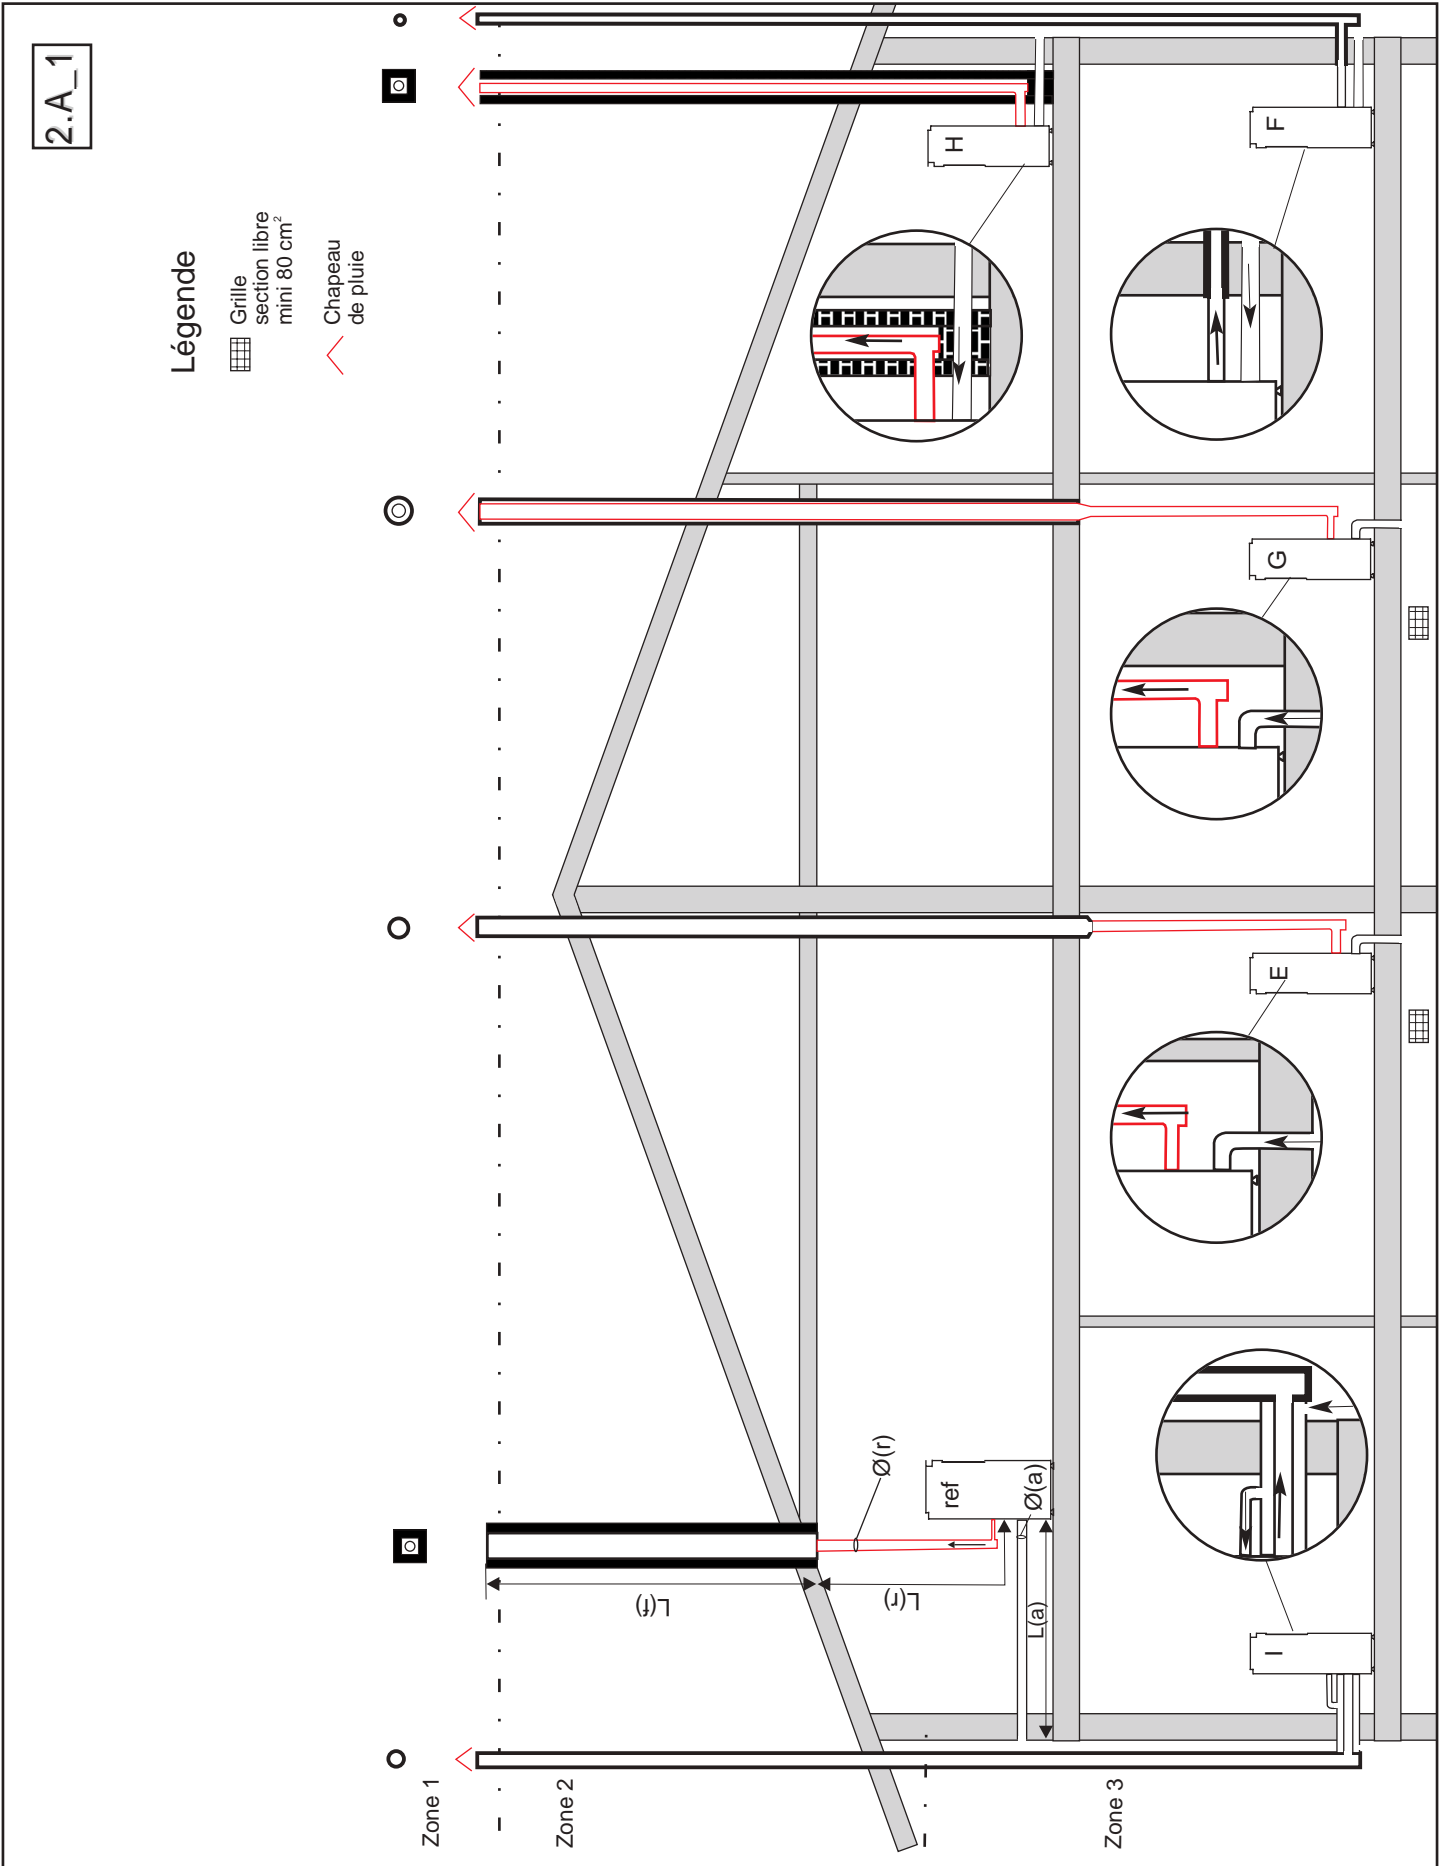 2.A_1
Légende
Grille
section libre
mini 80 cm²
Chapeau
de pluie
Zone 1
Zone 2
Zone 3
L(f)
L(r)
Ø(r)
ref
Ø(a)
L(a)
I
E
G
H
F